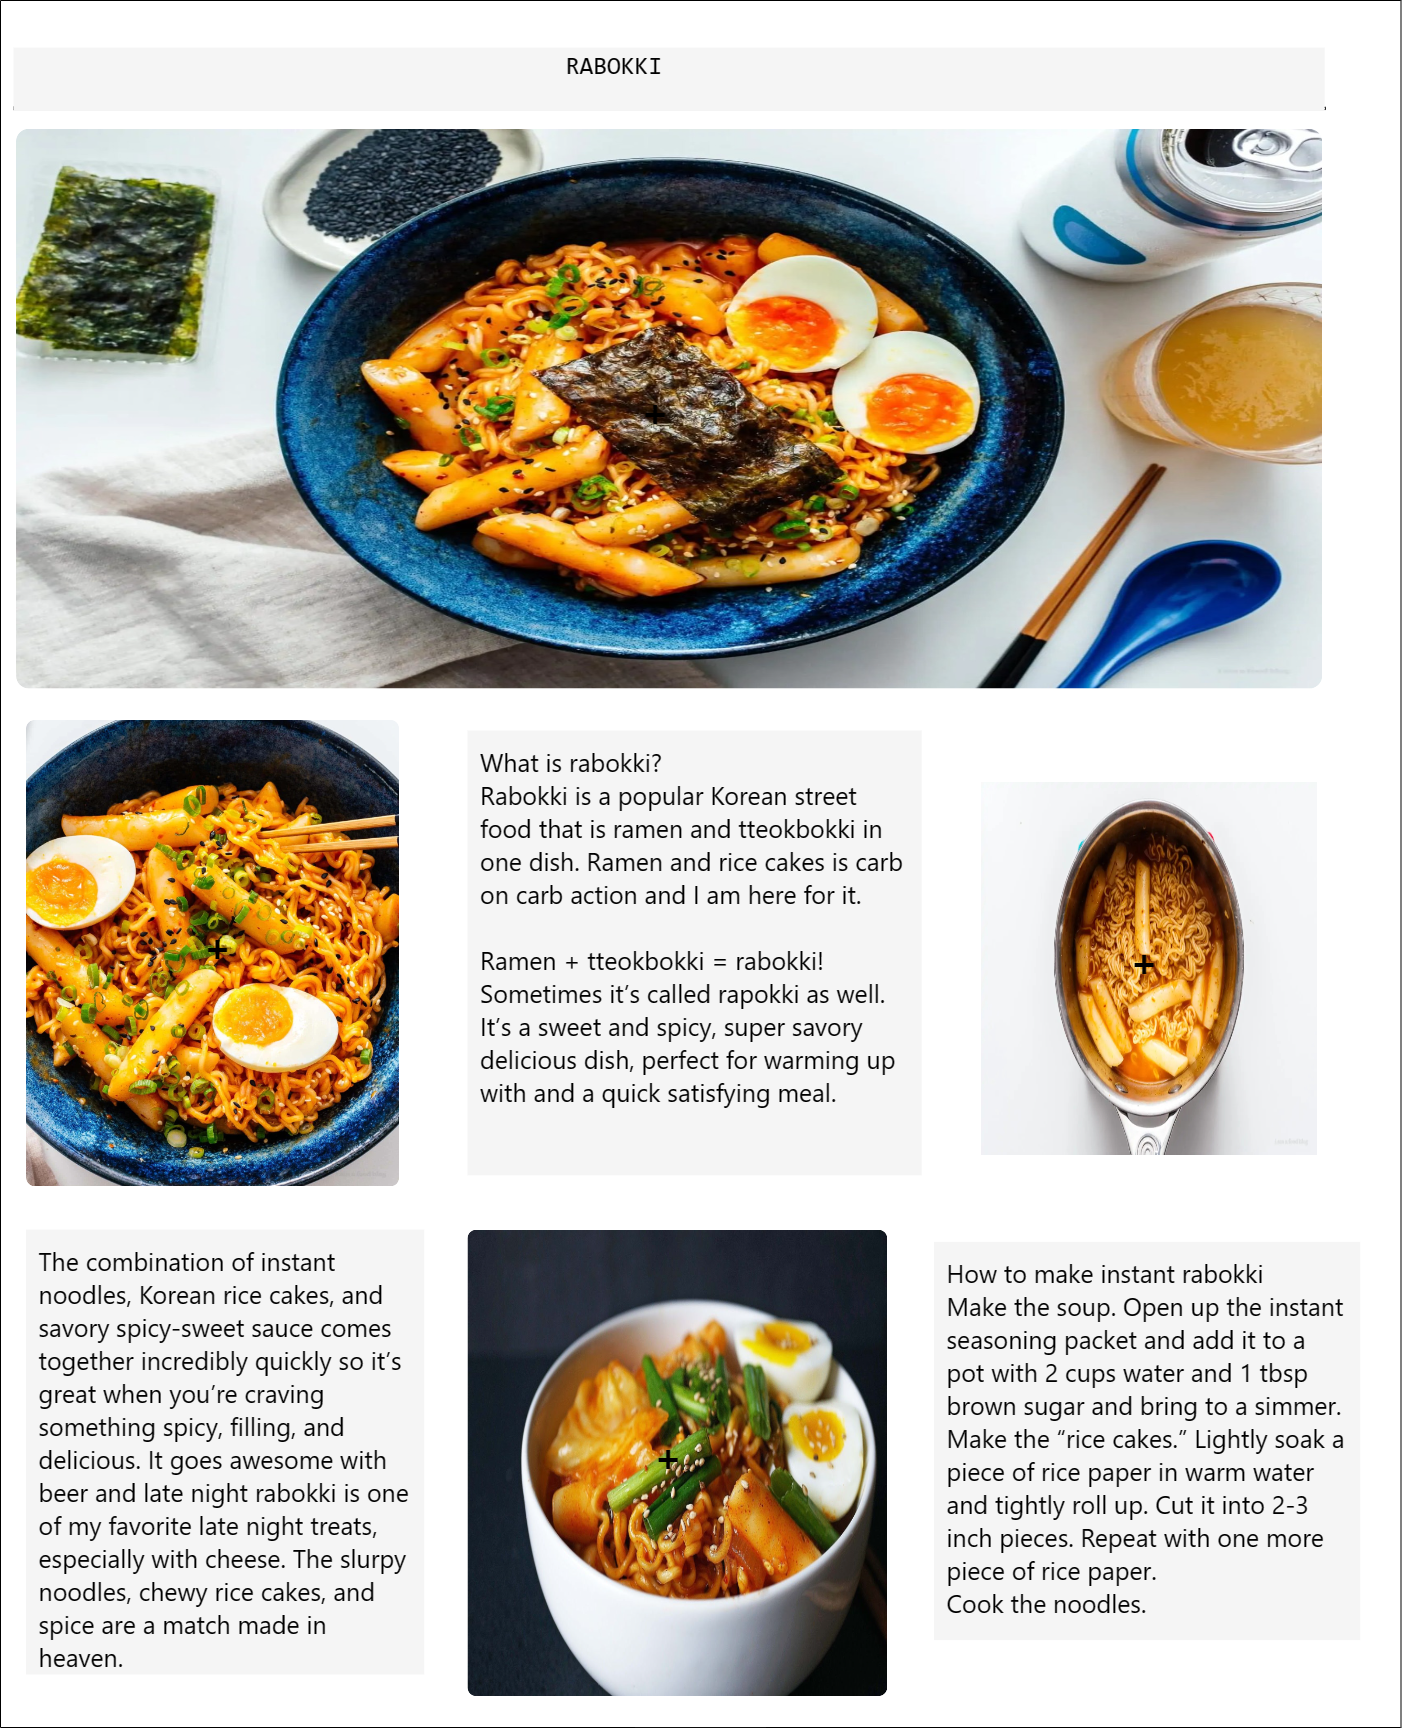 RABOKKI
What is rabokki?
Rabokki is a popular Korean street
food that is ramen and tteokbokki in
one dish. Ramen and rice cakes is carb
on carb action and I am here for it.
Ramen + tteokbokki = rabokki!
Sometimes it’s called rapokki as well.
It’s a sweet and spicy, super savory
delicious dish, perfect for warming up
with and a quick satisfying meal.
The combination of instant
noodles, Korean rice cakes, and
savory spicy-sweet sauce comes
together incredibly quickly so it’s
great when you’re craving
something spicy, filling, and
delicious. It goes awesome with
beer and late night rabokki is one
of my favorite late night treats,
especially with cheese. The slurpy
noodles, chewy rice cakes, and
spice are a match made in
heaven.
How to make instant rabokki
Make the soup. Open up the instant
seasoning packet and add it to a
pot with 2 cups water and 1 tbsp
brown sugar and bring to a simmer.
Make the “rice cakes.” Lightly soak a
piece of rice paper in warm water
and tightly roll up. Cut it into 2-3
inch pieces. Repeat with one more
piece of rice paper.
Cook the noodles.